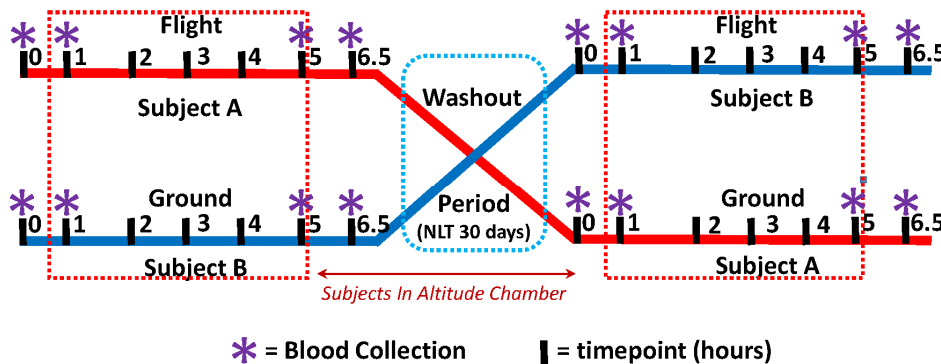 Flight
* * * *
0 1 2 3 4 5 6.5
Subject A
Ground
* * * *
0 1 2 3 4 5 6.5
Subject B
Washout
Period
(NLT 30 days)
Flight
* * * *
0 1 2 3 4 5 6.5
Subject B
Ground
* * * *
0 1 2 3 4 5 6.5
Subject A
Subjects In Altitude Chamber
* = Blood Collection
= timepoint (hours)